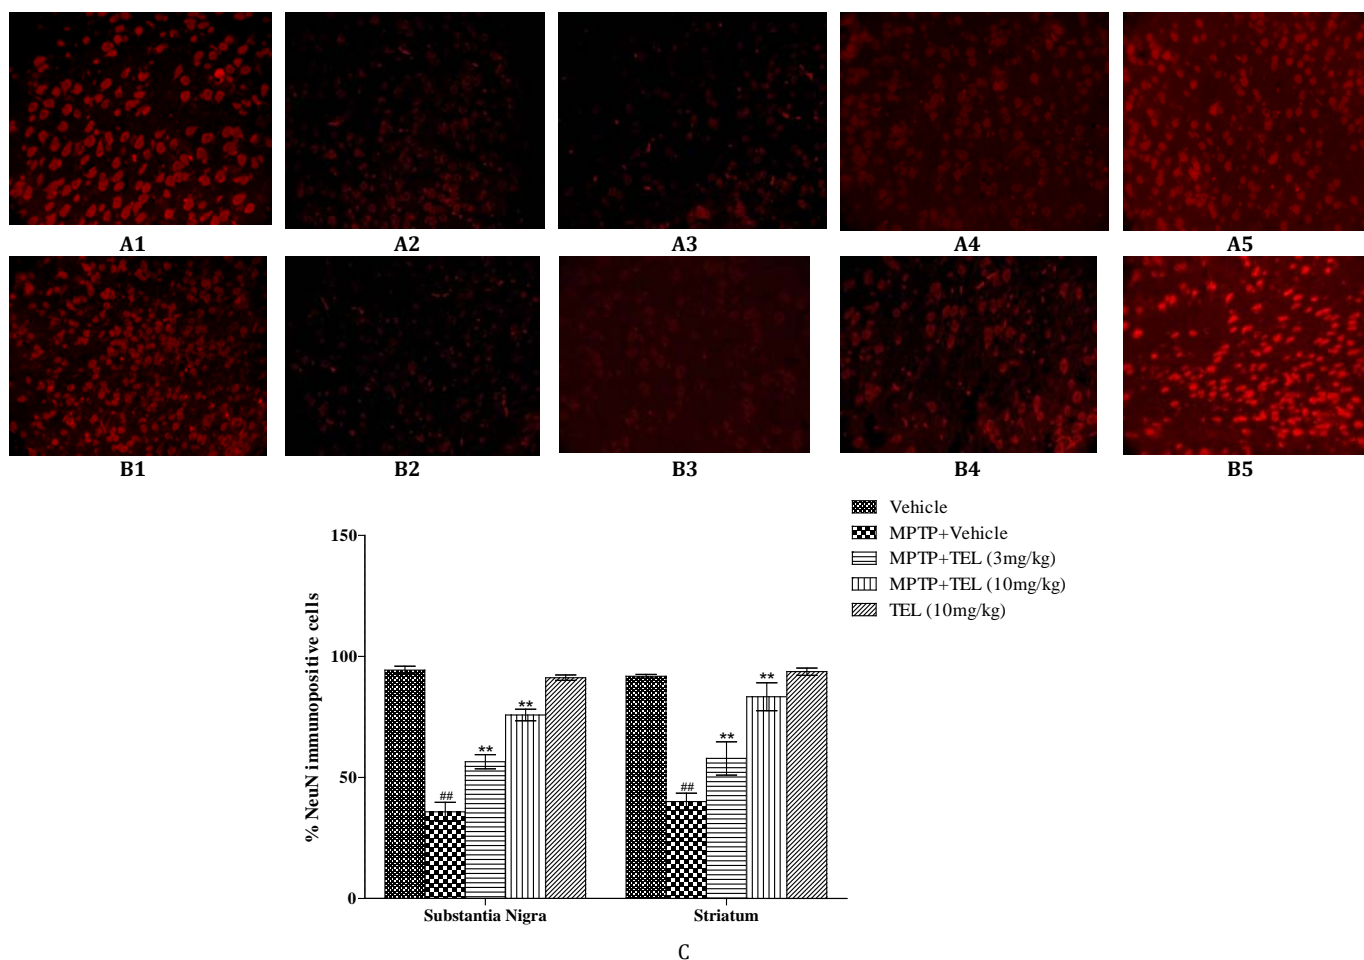 A1 A2 A3 A4 A5
B1 B2 B3 B4 B5
Vehicle
MPTP+Vehicle
MPTP+TEL (3mg/kg)
MPTP+TEL (10mg/kg)
TEL (10mg/kg)
% NeuN immunopositive cells
150
100
50
0
## ** ** ## ** **
Substantia Nigra Striatum
C